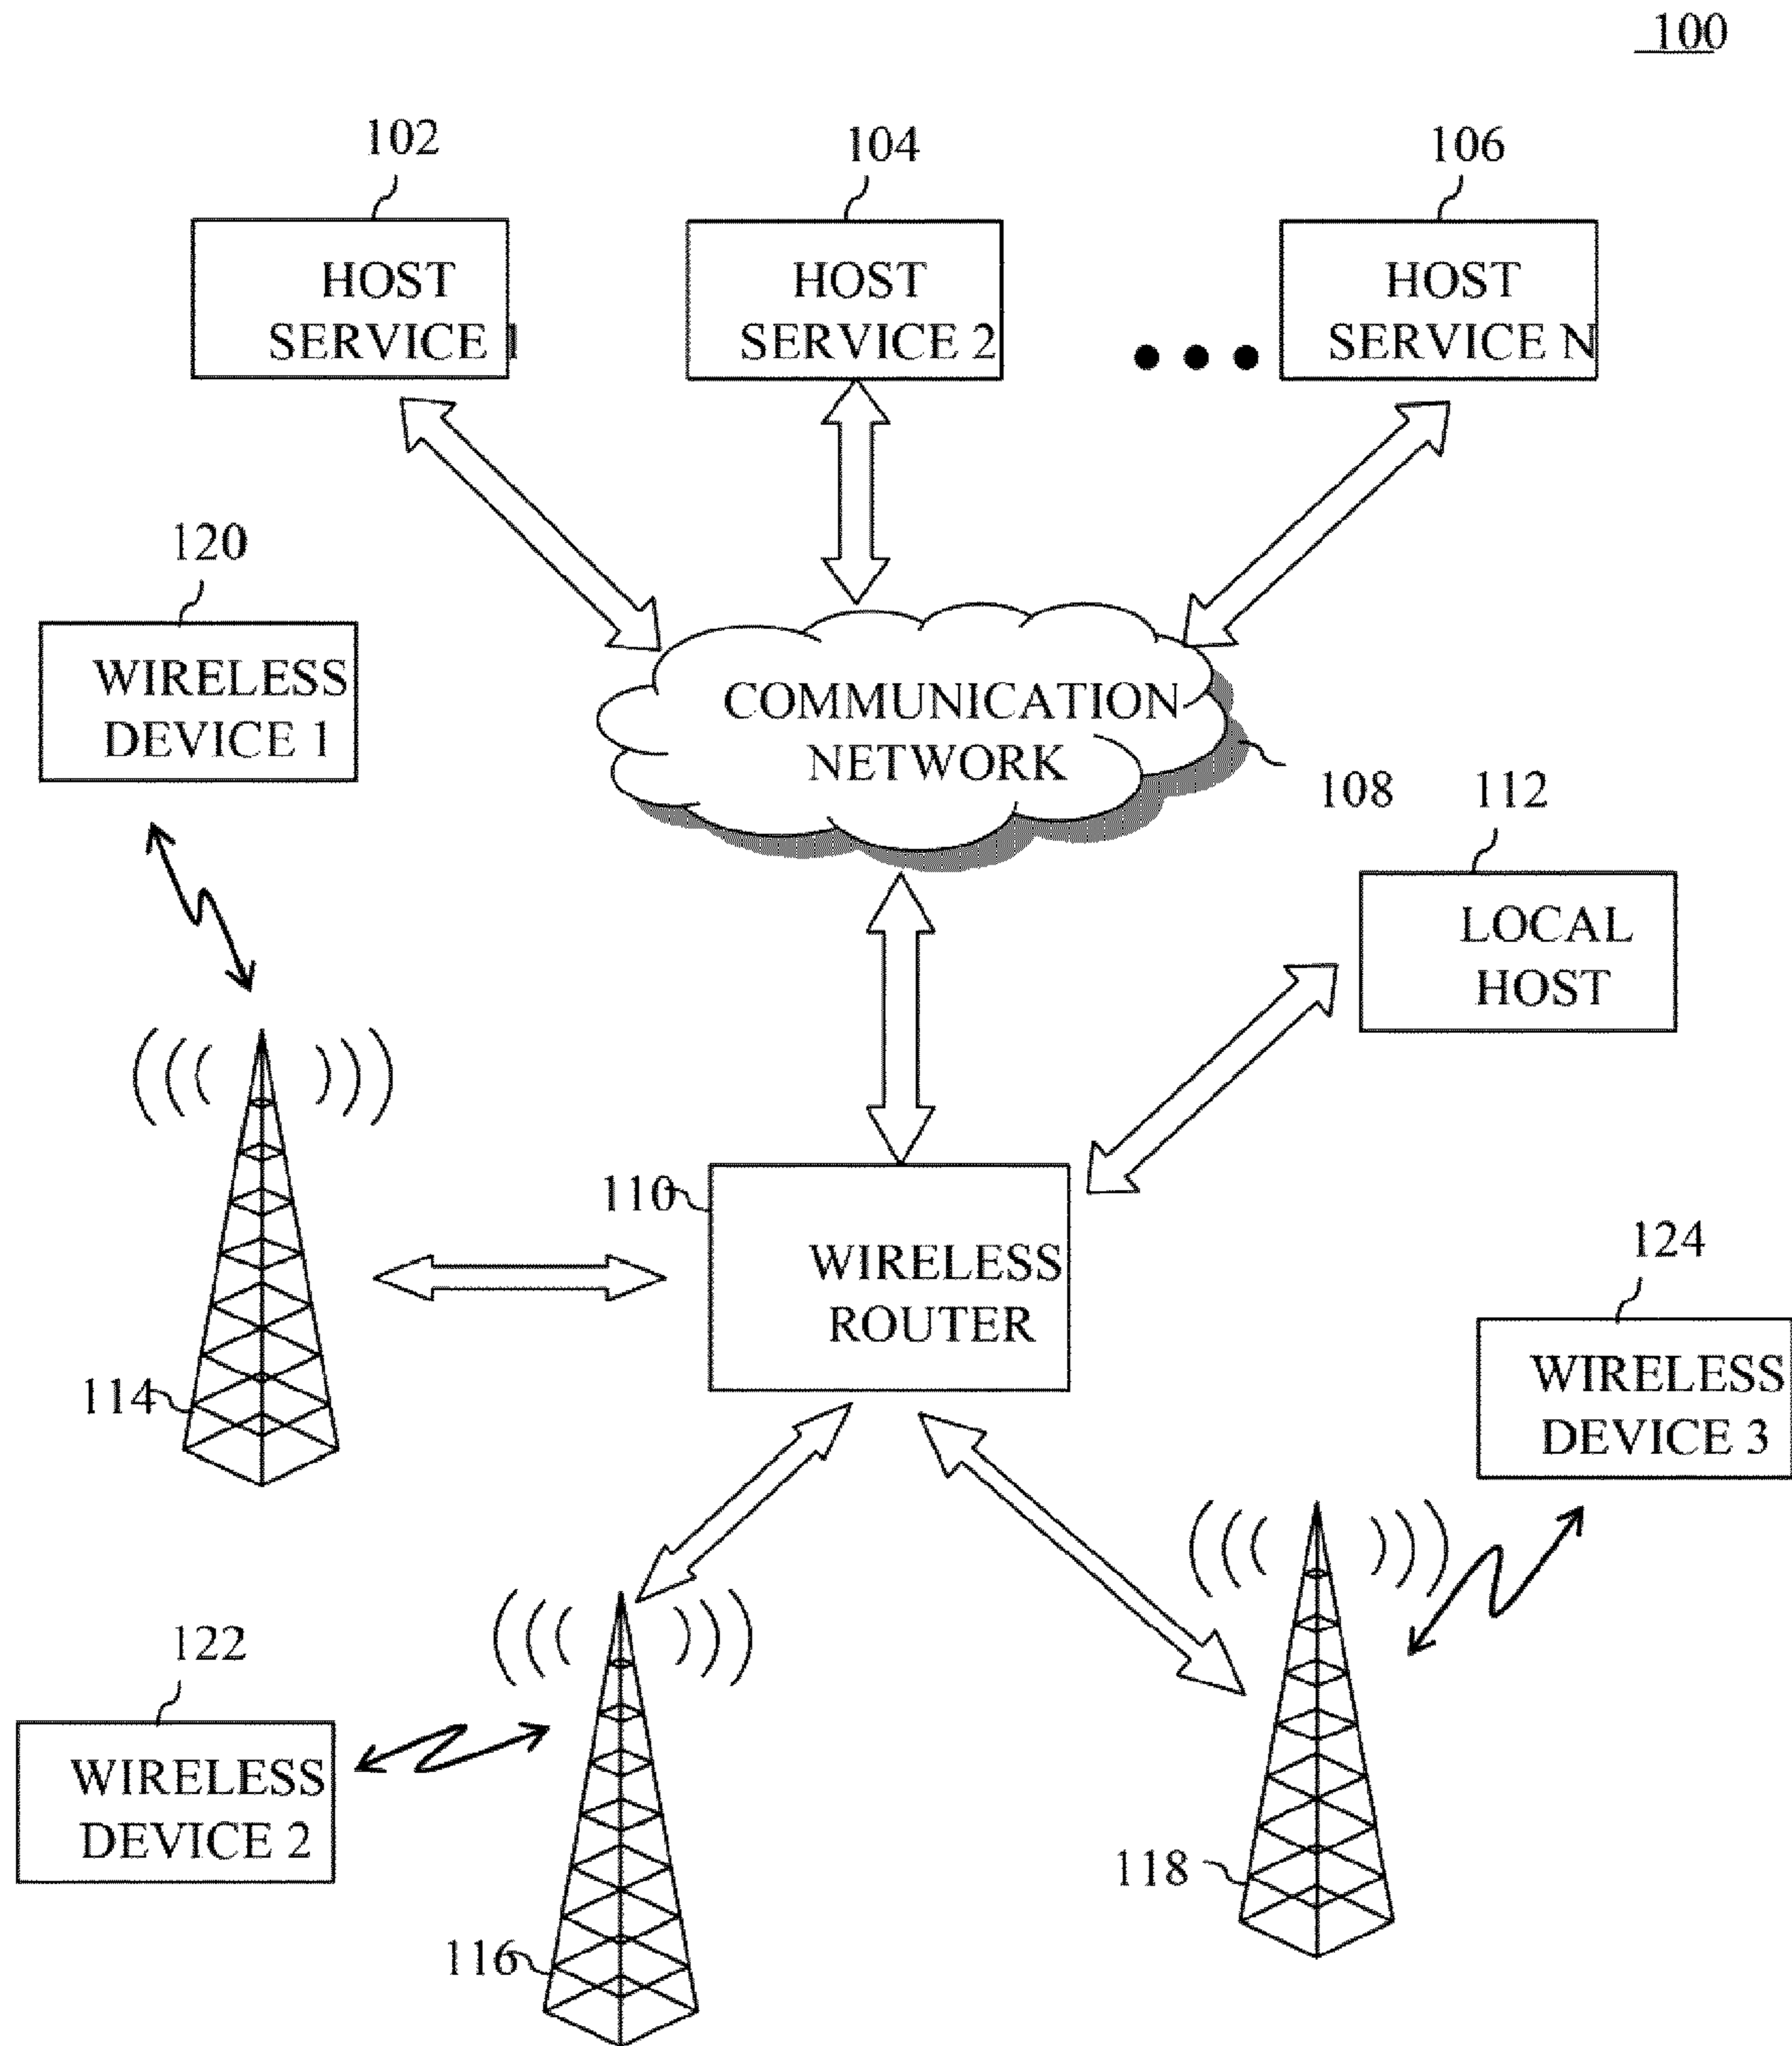 100
102
104
106
HOST
SERVICE 1
HOST
SERVICE 2
HOST
SERVICE N
120
WIRELESS
DEVICE 1
COMMUNICATION
NETWORK
108
112
LOCAL
HOST
110
WIRELESS
ROUTER
124
WIRELESS
DEVICE 3
114
122
WIRELESS
DEVICE 2
118
116